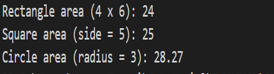 Rectangle area (4 x 6): 24
Square area (side = 5): 25
Circle area (radius = 3): 28.27